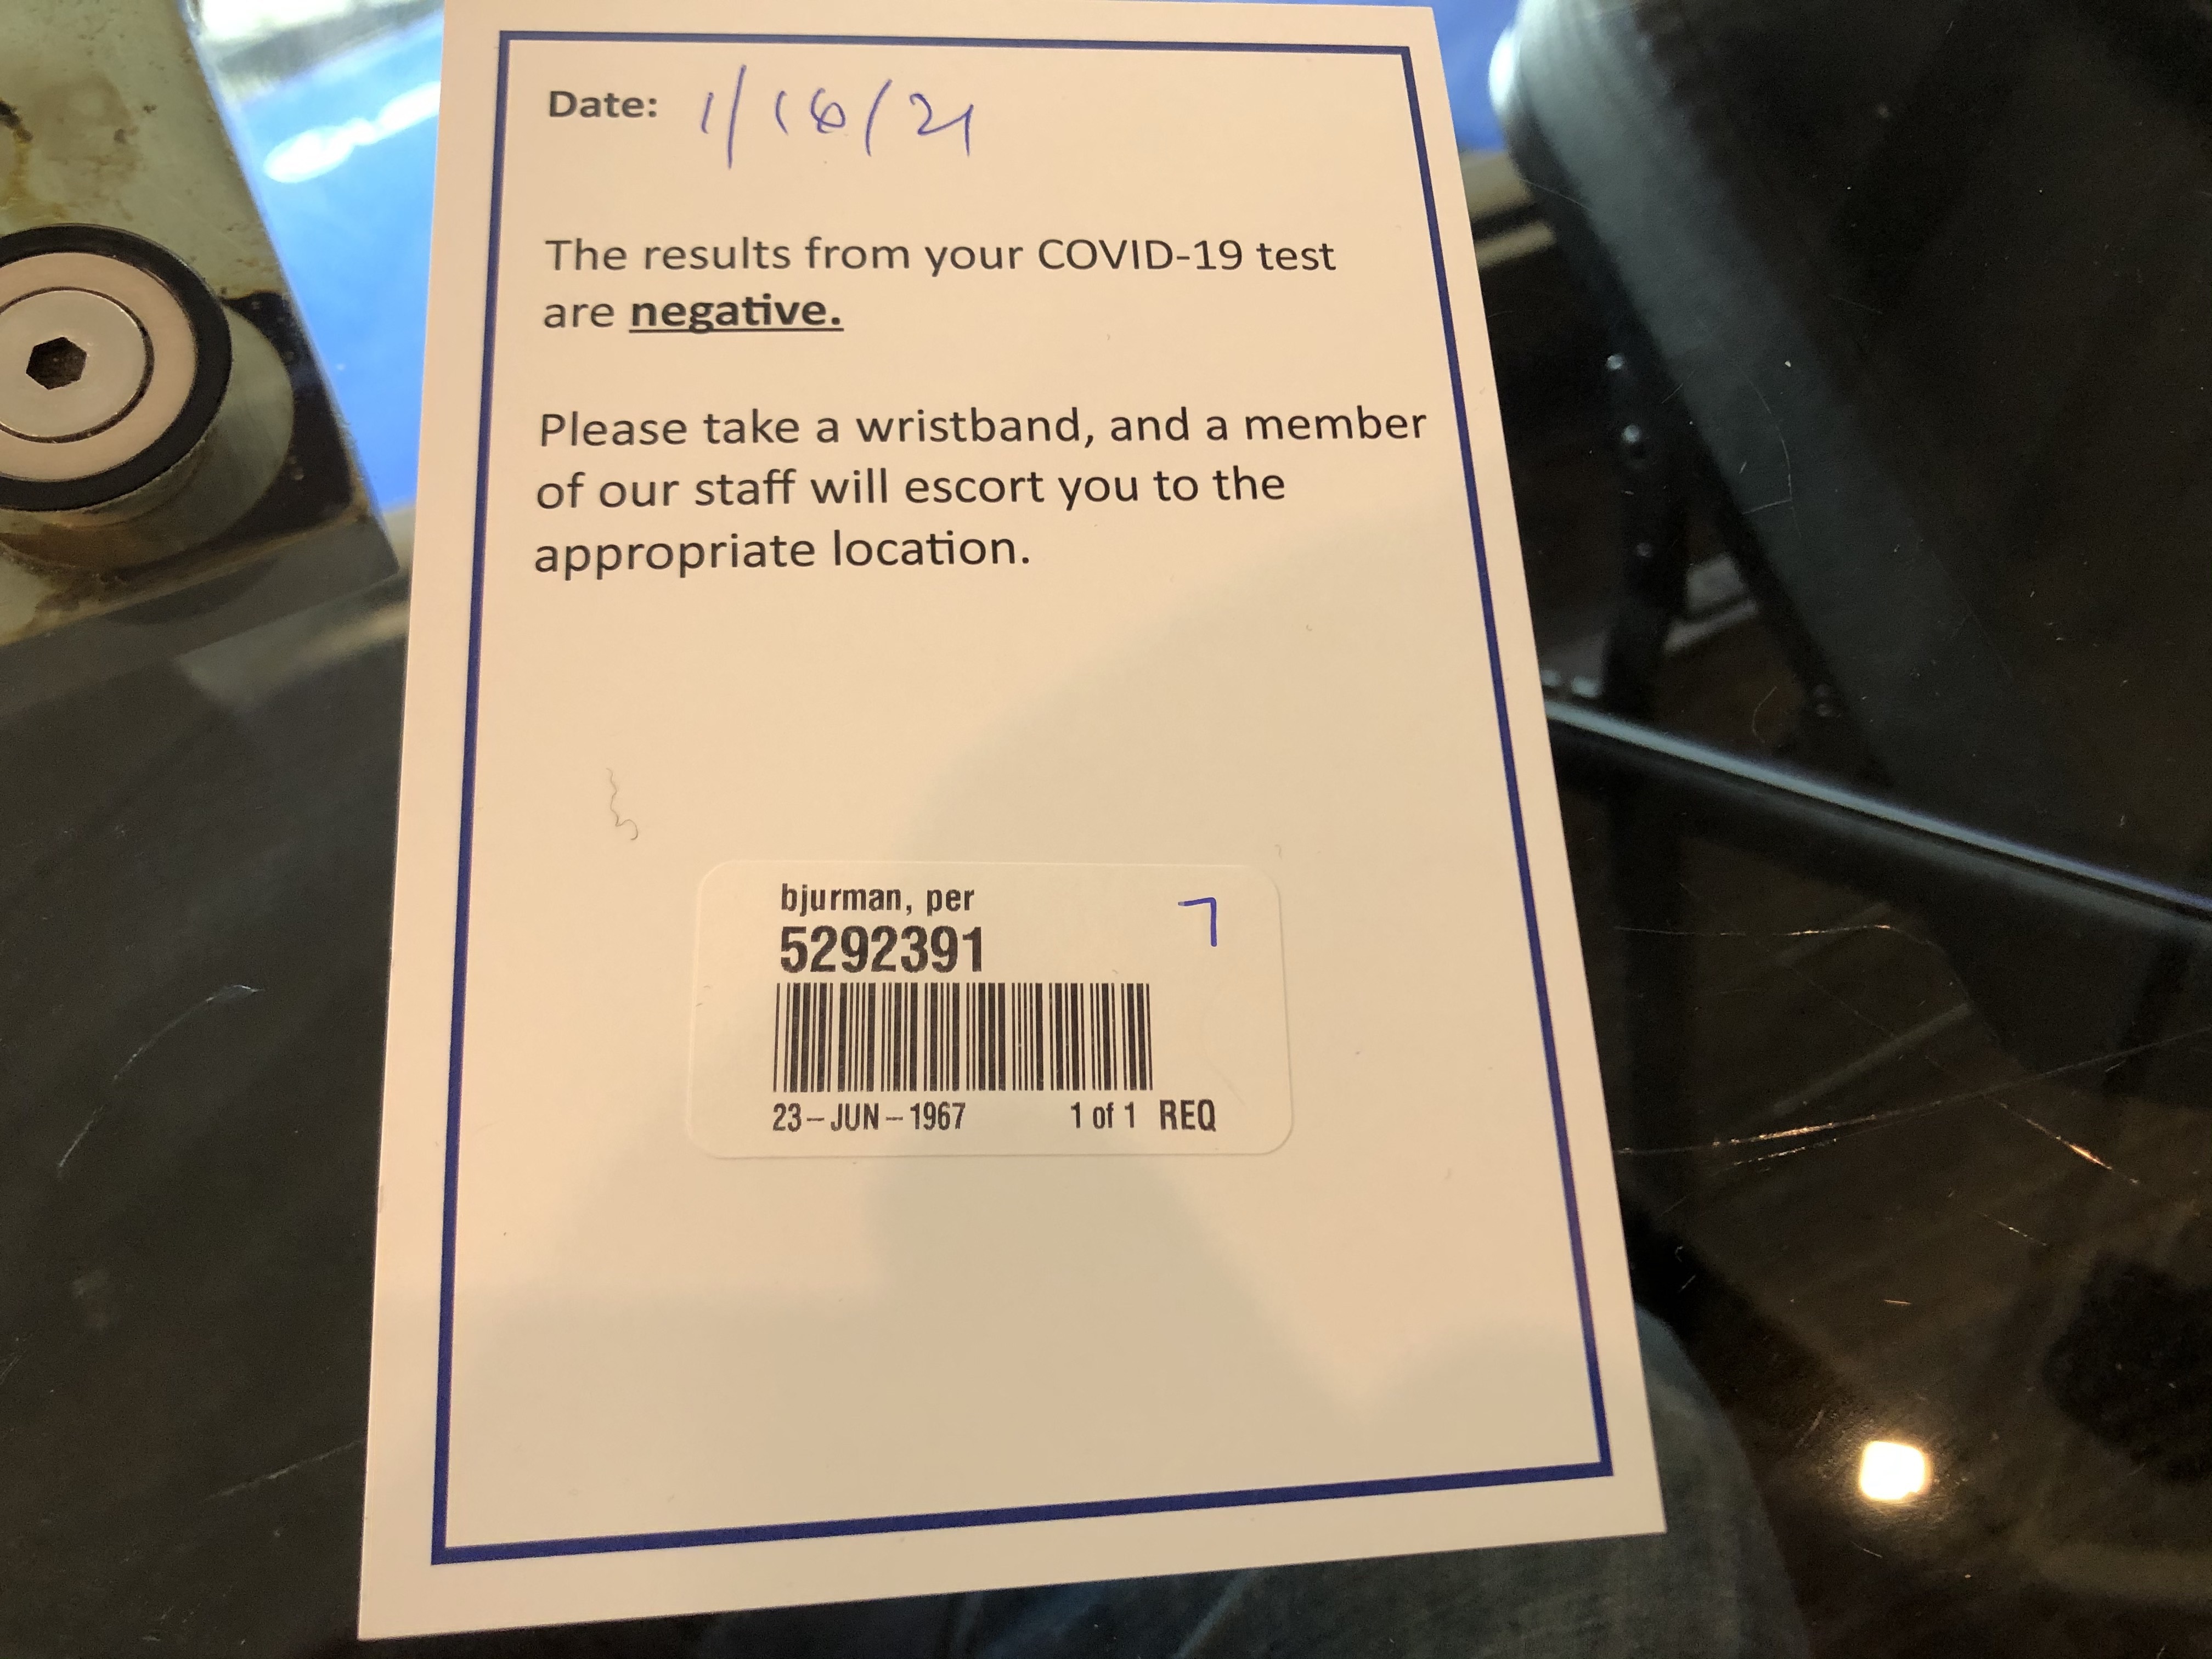 Date: 1/16/21
The results from your COVID-19 test
are negative.
Please take a wristband, and a member
of our staff will escort you to the
appropriate location.
bjurman, per
7
5292391
23-JUN-1967 1 of 1 REQ